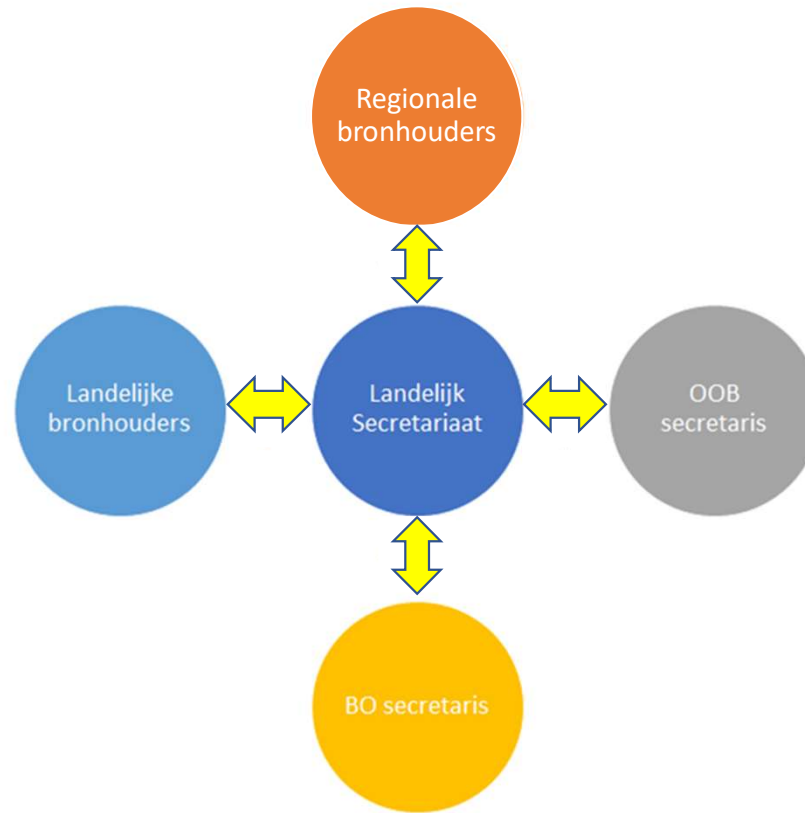 Regionale
bronhouders
Landelijke
bronhouders
Landelijk
Secretariaat
OOB
secretaris
BO secretaris